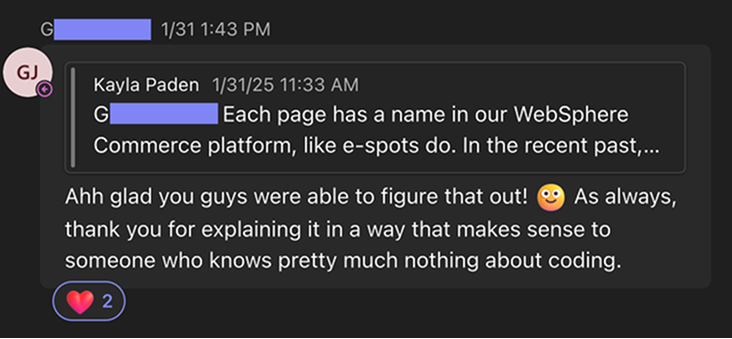 G 1/31 1:43 PM
GJ
Kayla Paden 1/31/25 11:33 AM
G Each page has a name in our WebSphere
Commerce platform, like e-spots do. In the recent past,...
Ahh glad you guys were able to figure that out! 🙂 As always,
thank you for explaining it in a way that makes sense to
someone who knows pretty much nothing about coding.
❤️ 2